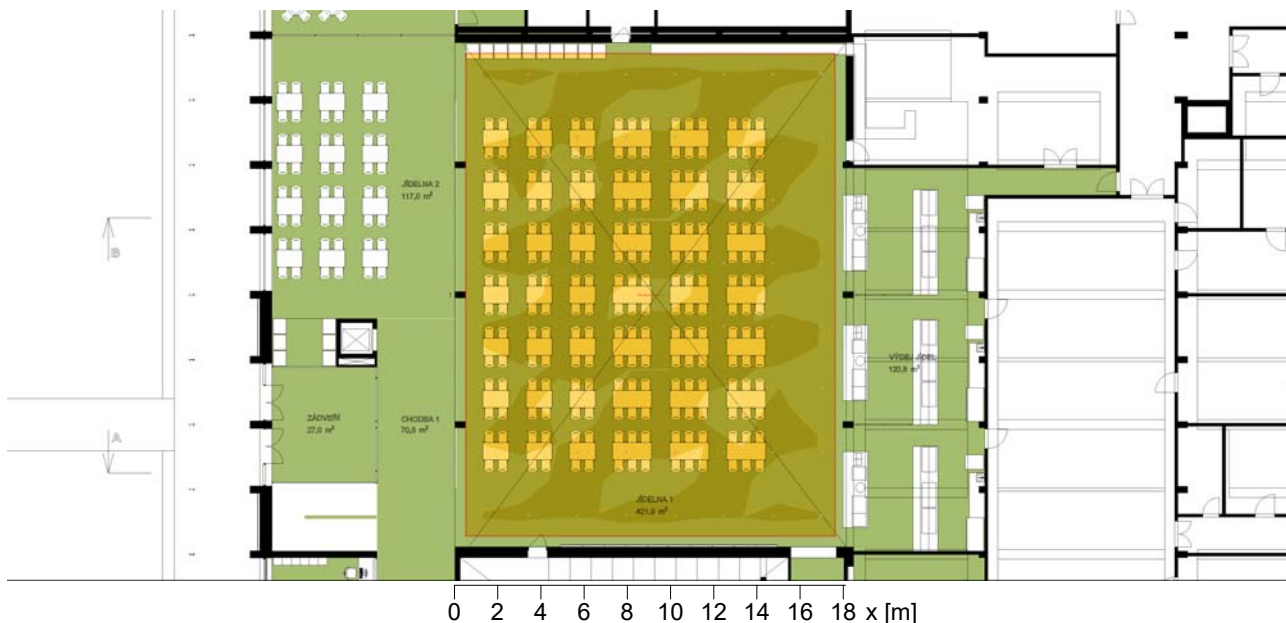 JÍDELNA 2
117,0 m²
B
VÝDEJ JÍDEL
120,8 m²
ZÁDVEŘÍ
27,0 m²
CHODBA 1
70,8 m²
A
JÍDELNA 1
421,9 m²
0 2 4 6 8 10 12 14 16 18 x [m]